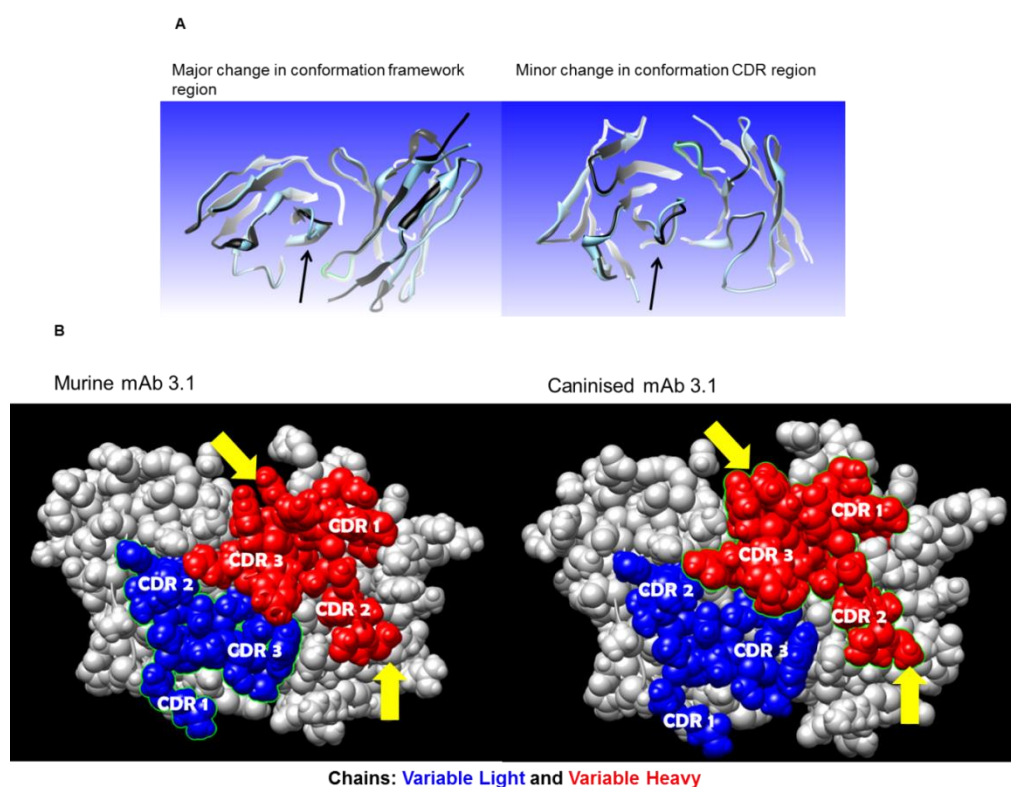 A
Major change in conformation framework
region
Minor change in conformation CDR region
B
Murine mAb 3.1
Caninised mAb 3.1
CDR 1
CDR 3
CDR 2
CDR 2
CDR 3
CDR 1
CDR 1
CDR 3
CDR 2
CDR 2
CDR 3
CDR 1
Chains: Variable Light and Variable Heavy